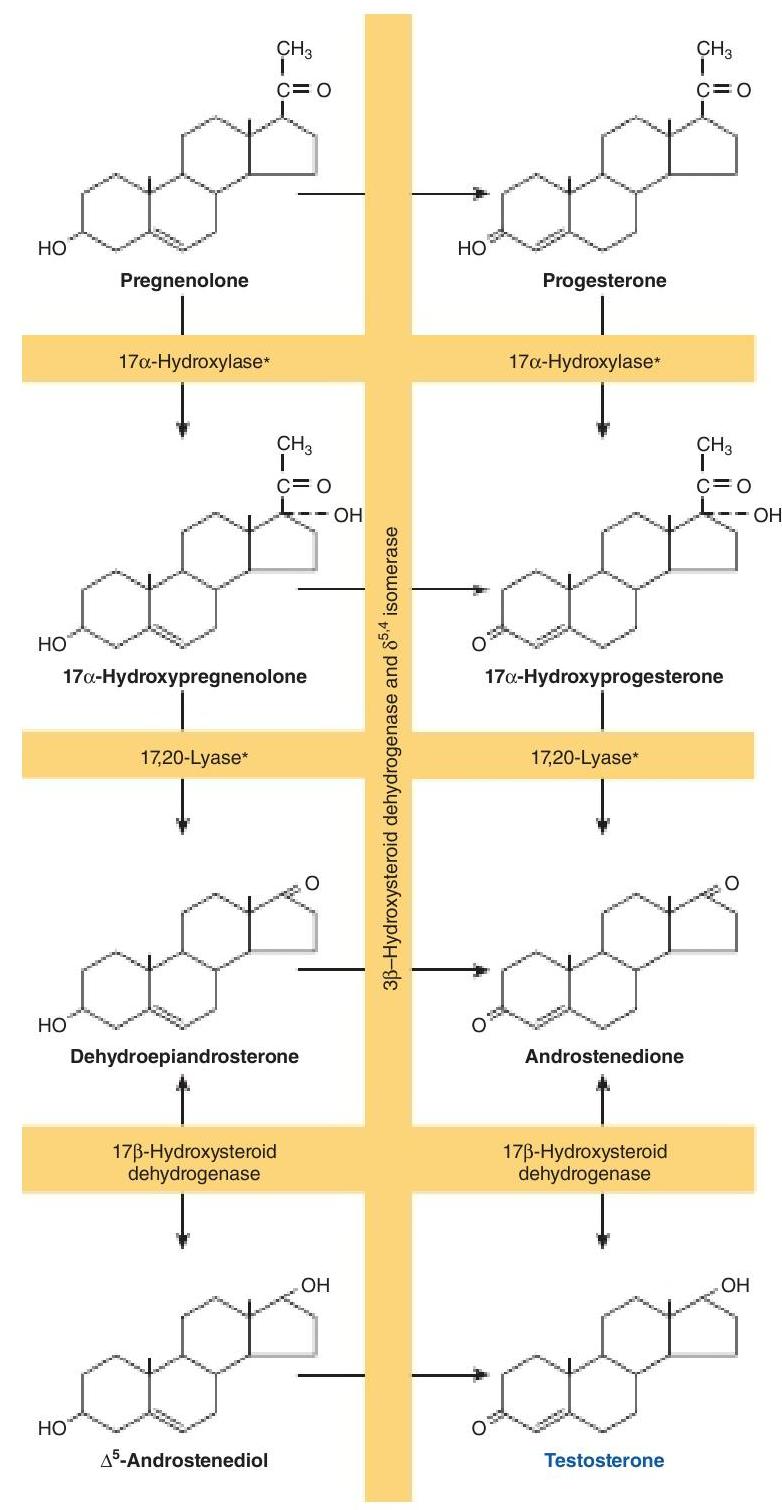 CH3
C=O
HO
Pregnenolone
CH3
C=O
HO
Progesterone
17α-Hydroxylase*
17α-Hydroxylase*
CH3
C=O
OH
HO
17α-Hydroxypregnenolone
CH3
C=O
OH
O
17α-Hydroxyprogesterone
3β–Hydroxysteroid dehydrogenase and δ5,4 isomerase
17,20-Lyase*
17,20-Lyase*
O
HO
Dehydroepiandrosterone
O
O
Androstenedione
17β-Hydroxysteroid
dehydrogenase
17β-Hydroxysteroid
dehydrogenase
OH
HO
Δ5-Androstenediol
OH
O
Testosterone